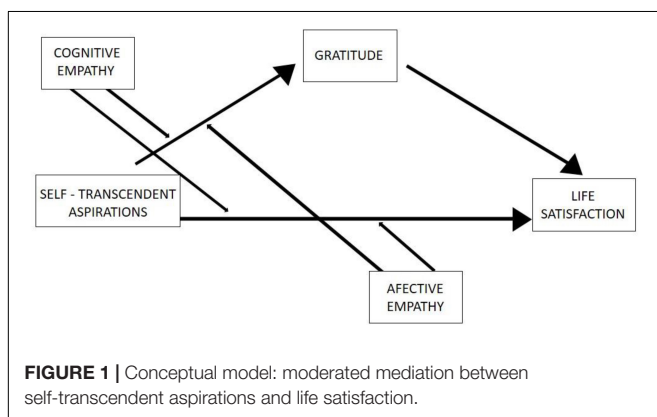 COGNITIVE
EMPATHY
GRATITUDE
SELF - TRANSCENDENT
ASPIRATIONS
LIFE
SATISFACTION
AFECTIVE
EMPATHY
FIGURE 1 | Conceptual model: moderated mediation between
self-transcendent aspirations and life satisfaction.